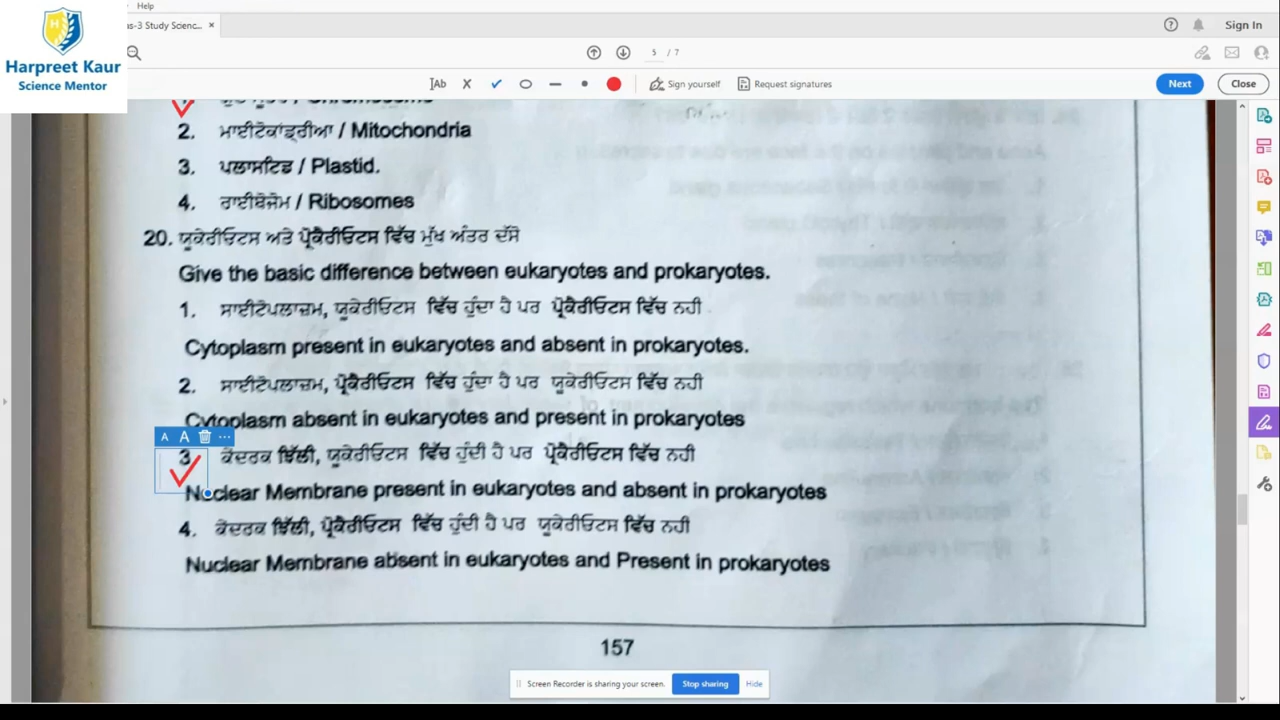 Help
as-3 Study Scienc... ×
Sign In
Harpreet Kaur
Science Mentor
5 / 7
Ab
Sign yourself
Request signatures
Next
Close
1. / Chromosome
2. ਮਾਈਟੋਕਾਂਡ੍ਰੀਆ / Mitochondria
3. ਪਲਾਸਟਿਡ / Plastid.
4. ਰਾਈਬੋਜੋਮ / Ribosomes
20. ਯੂਕੇਰੀਓਟਸ ਅਤੇ ਪ੍ਰੋਕੈਰੀਓਟਸ ਵਿੱਚ ਮੁੱਖ ਅੰਤਰ ਦੱਸੋ
Give the basic difference between eukaryotes and prokaryotes.
1. ਸਾਈਟੋਪਲਾਜ਼ਮ, ਯੂਕੇਰੀਓਟਸ ਵਿੱਚ ਹੁੰਦਾ ਹੈ ਪਰ ਪ੍ਰੋਕੈਰੀਓਟਸ ਵਿੱਚ ਨਹੀ
Cytoplasm present in eukaryotes and absent in prokaryotes.
2. ਸਾਈਟੋਪਲਾਜ਼ਮ, ਪ੍ਰੋਕੈਰੀਓਟਸ ਵਿੱਚ ਹੁੰਦਾ ਹੈ ਪਰ ਯੂਕੇਰੀਓਟਸ ਵਿੱਚ ਨਹੀ
Cytoplasm absent in eukaryotes and present in prokaryotes
A A
3. ਕੇਂਦਰਕ ਝਿੱਲੀ, ਯੂਕੇਰੀਓਟਸ ਵਿੱਚ ਹੁੰਦੀ ਹੈ ਪਰ ਪ੍ਰੋਕੈਰੀਓਟਸ ਵਿੱਚ ਨਹੀ
Nuclear Membrane present in eukaryotes and absent in prokaryotes
4. ਕੇਂਦਰਕ ਝਿੱਲੀ, ਪ੍ਰੋਕੈਰੀਓਟਸ ਵਿੱਚ ਹੁੰਦੀ ਹੈ ਪਰ ਯੂਕੇਰੀਓਟਸ ਵਿੱਚ ਨਹੀ
Nuclear Membrane absent in eukaryotes and Present in prokaryotes
157
Screen Recorder is sharing your screen.
Stop sharing
Hide